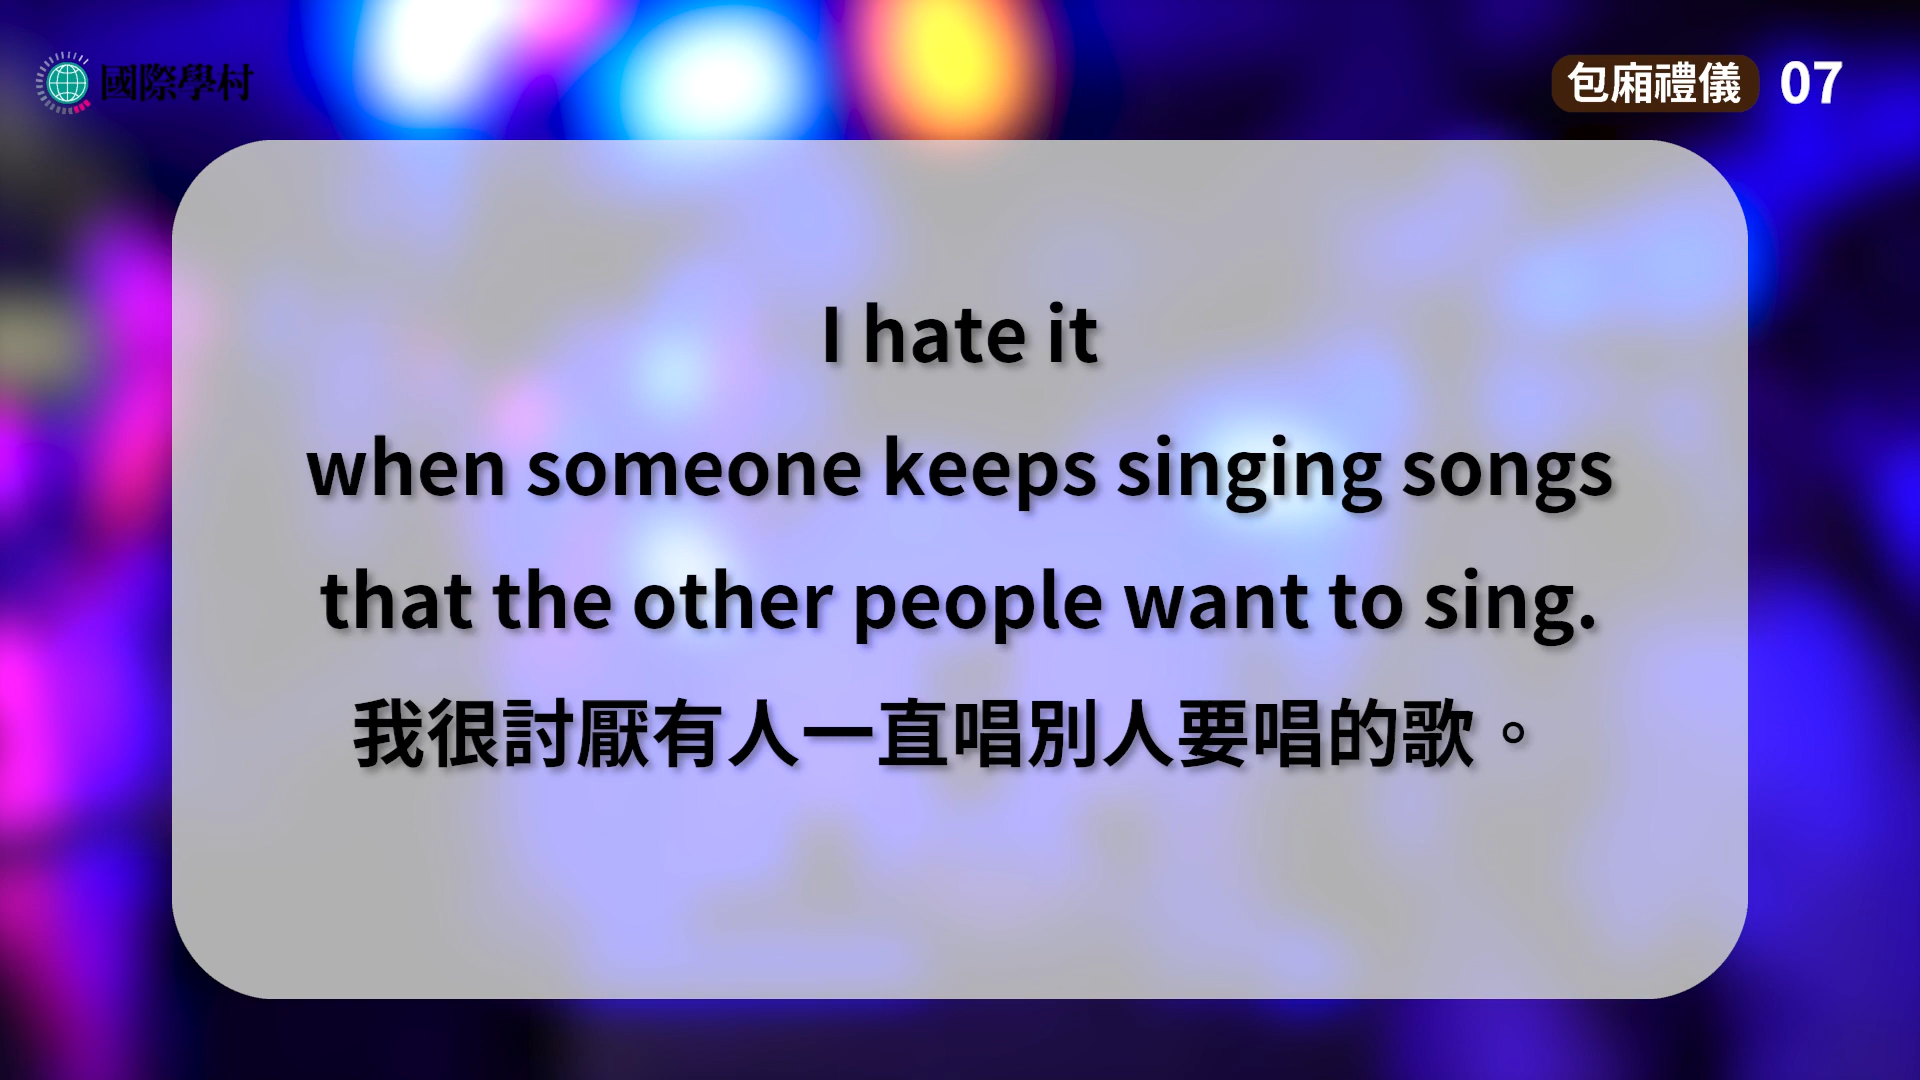 國際學村
包廂禮儀 07
I hate it
when someone keeps singing songs
that the other people want to sing.
我很討厭有人一直唱別人要唱的歌。